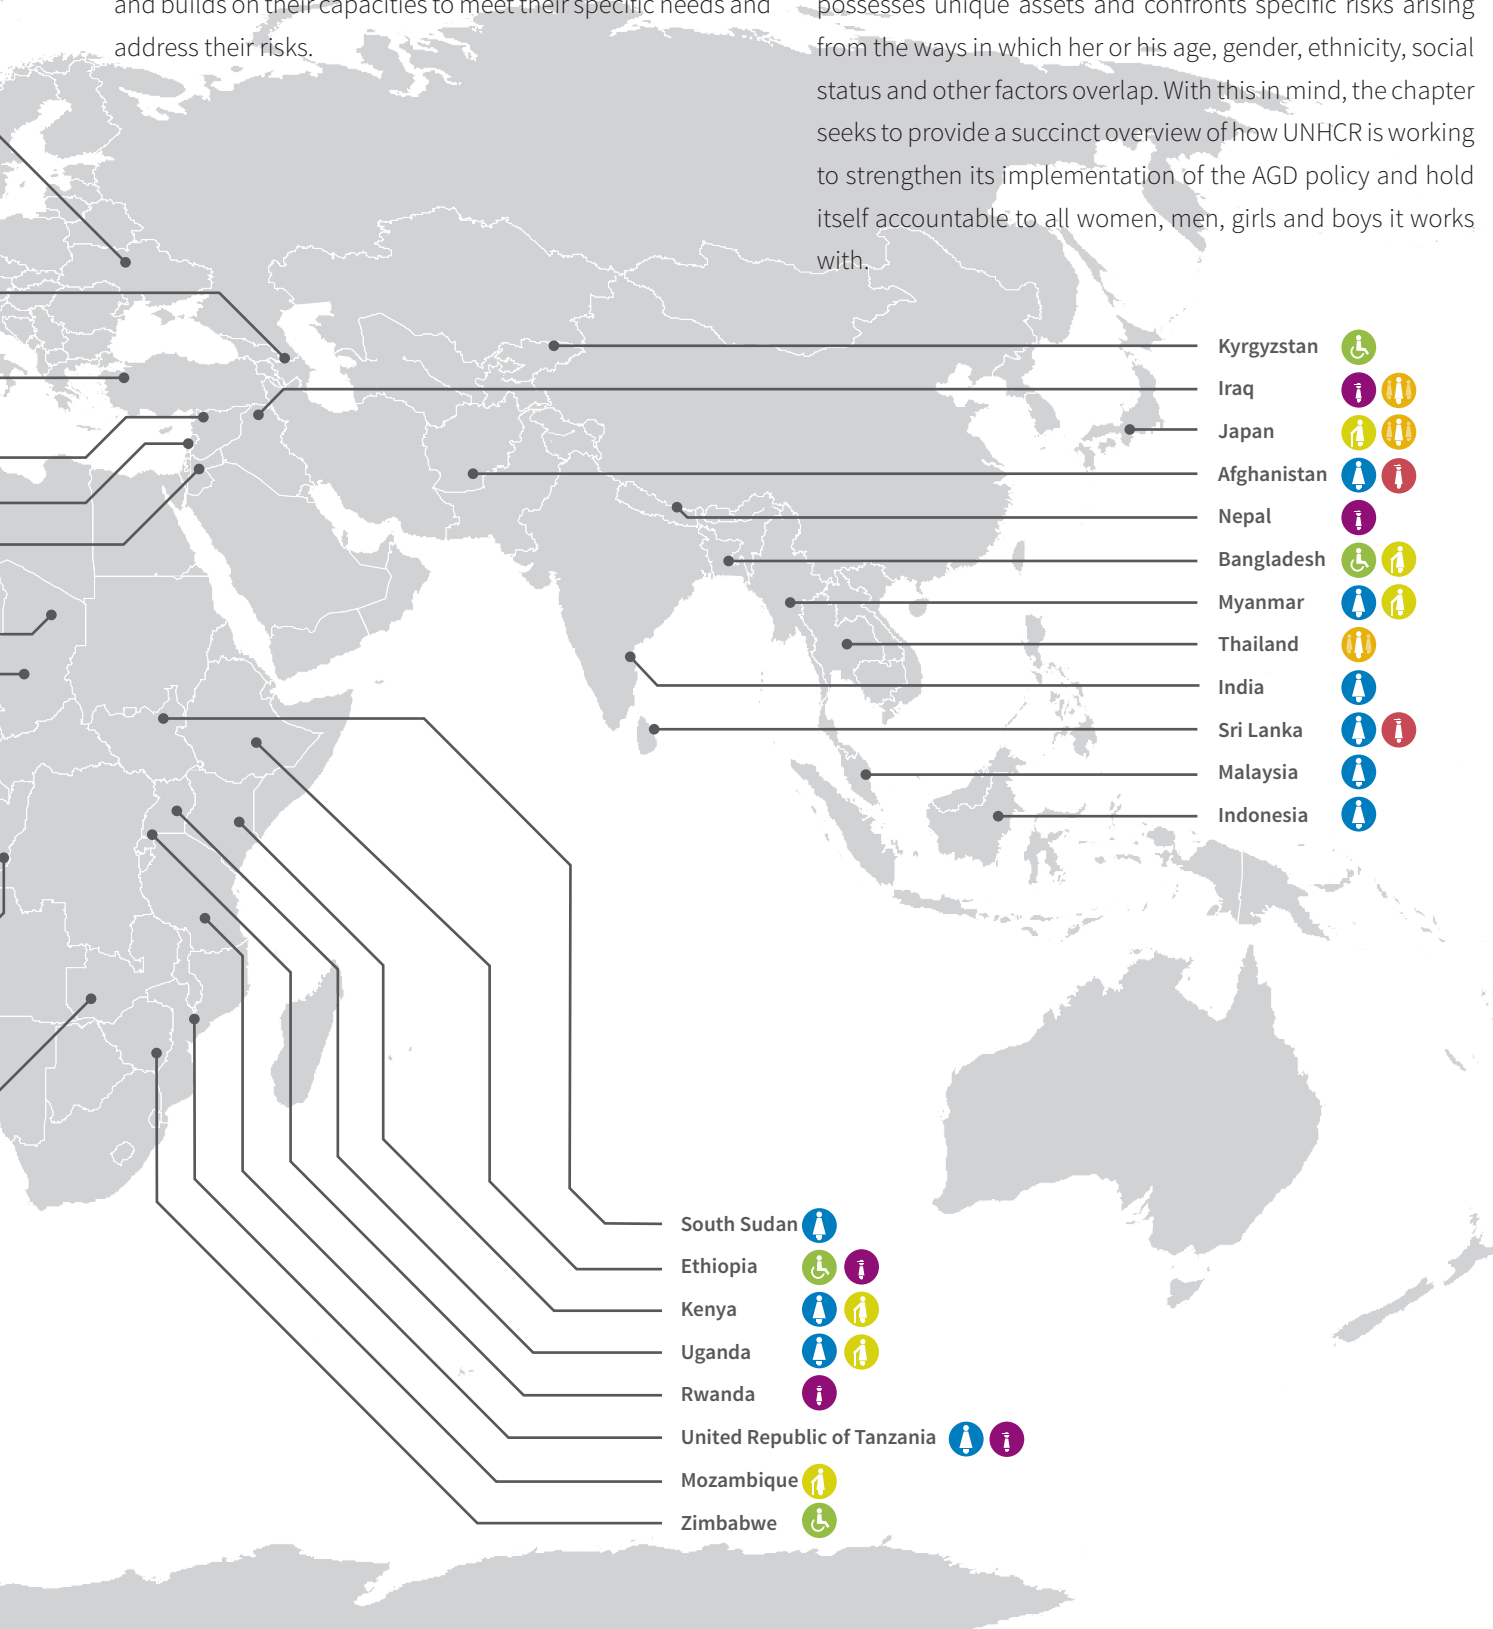 and builds on their capacities to meet their specific needs and
address their risks.
possesses unique assets and confronts specific risks arising
from the ways in which her or his age, gender, ethnicity, social
status and other factors overlap. With this in mind, the chapter
seeks to provide a succinct overview of how UNHCR is working
to strengthen its implementation of the AGD policy and hold
itself accountable to all women, men, girls and boys it works
with.
Kyrgyzstan
Iraq
Japan
Afghanistan
Nepal
Bangladesh
Myanmar
Thailand
India
Sri Lanka
Malaysia
Indonesia
South Sudan
Ethiopia
Kenya
Uganda
Rwanda
United Republic of Tanzania
Mozambique
Zimbabwe